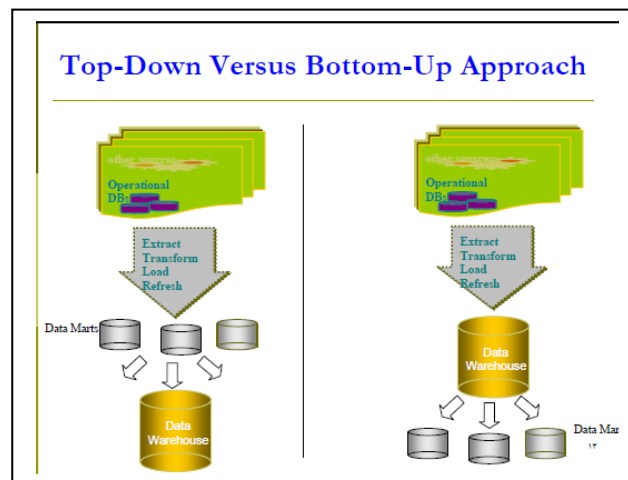 Top-Down Versus Bottom-Up Approach
other sources
Operational
DBs
Extract
Transform
Load
Refresh
Data Marts
Data
Warehouse
other sources
Operational
DBs
Extract
Transform
Load
Refresh
Data
Warehouse
Data Mar
۱۳